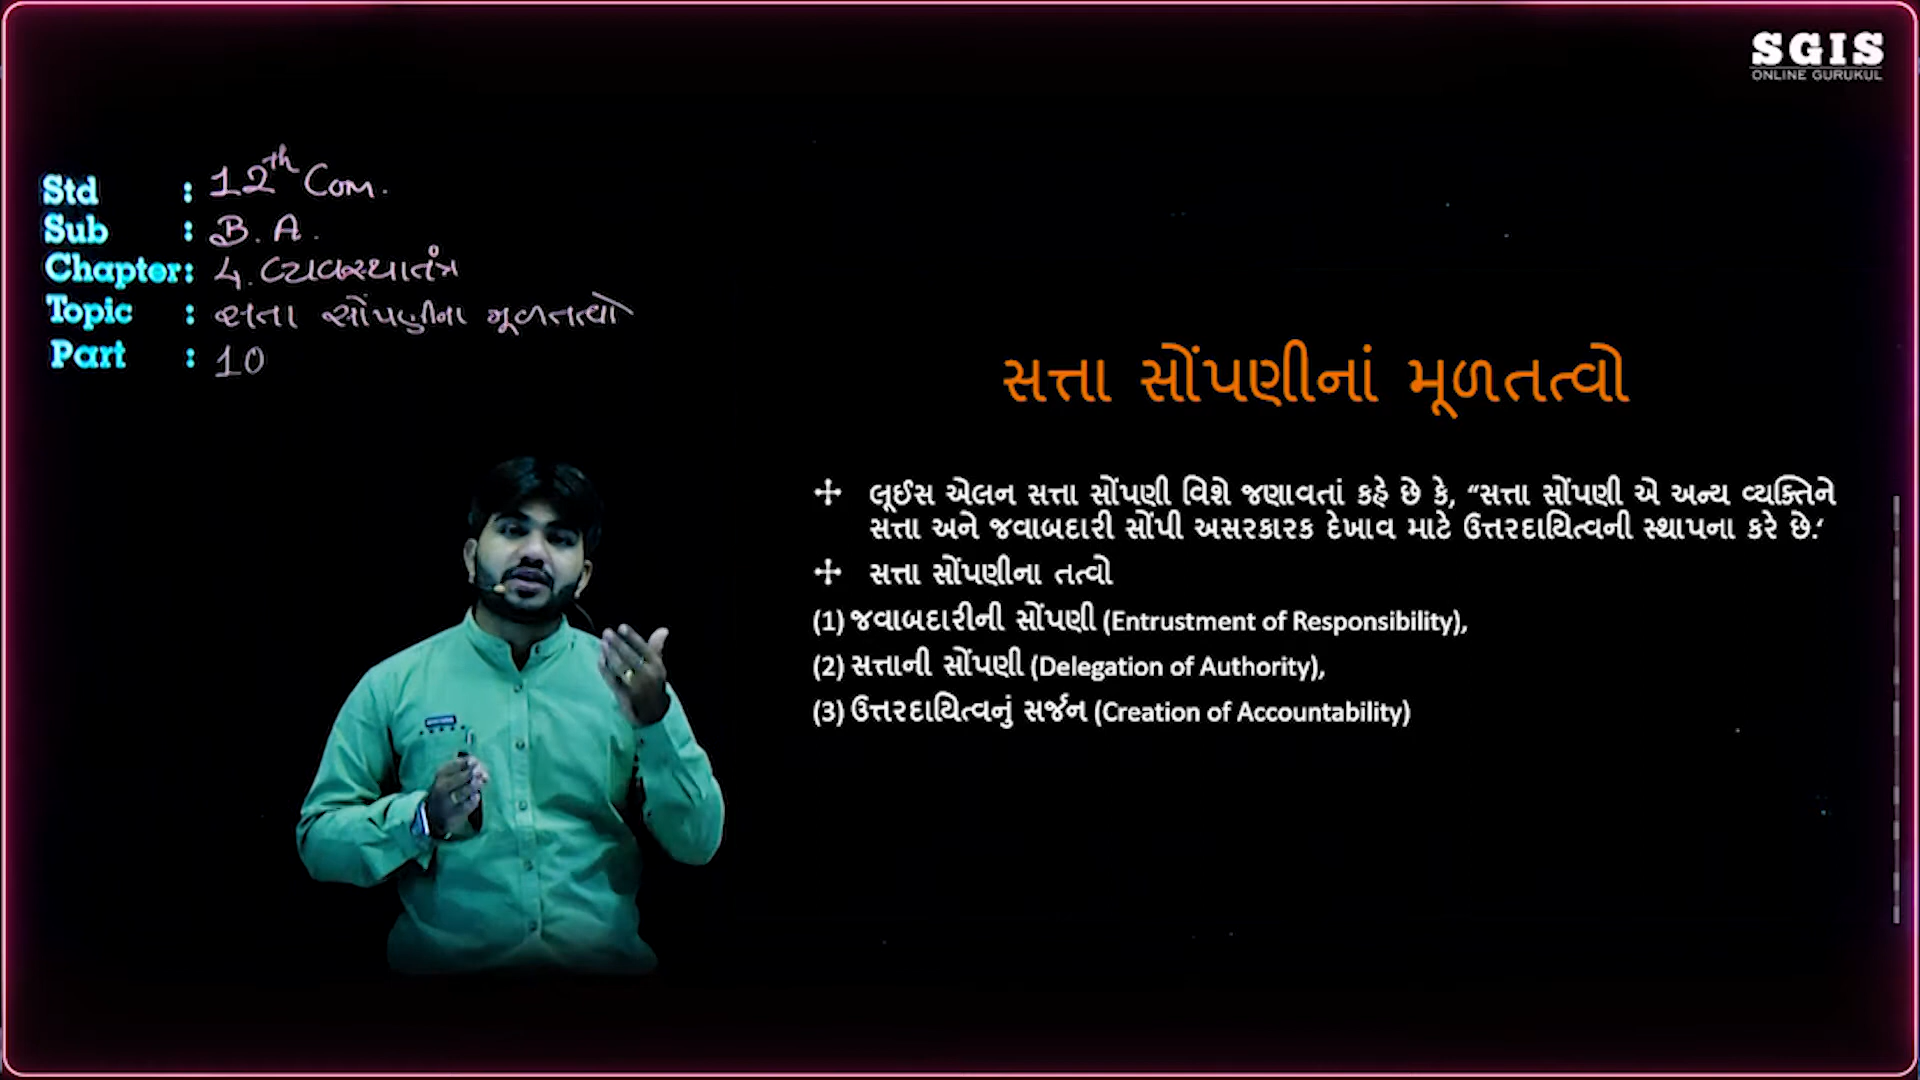 SGIS
ONLINE GURUKUL
Std : 12th Com.
Sub : B. A.
Chapter: 4. વ્યવસ્થાતંત્ર
Topic : સતા સોંપણીના મૂળતત્વો
Part : 10
સત્તા સોંપણીનાં મૂળતત્વો
લૂઈસ એલન સત્તા સોંપણી વિશે જણાવતાં કહે છે કે, “સત્તા સોંપણી એ અન્ય વ્યક્તિને
સત્તા અને જવાબદારી સોંપી અસરકારક દેખાવ માટે ઉત્તરદાયિત્વની સ્થાપના કરે છે.‘
સત્તા સોંપણીના તત્વો
(1) જવાબદારીની સોંપણી (Entrustment of Responsibility),
(2) સત્તાની સોંપણી (Delegation of Authority),
(3) ઉત્તરદાયિત્વનું સર્જન (Creation of Accountability)